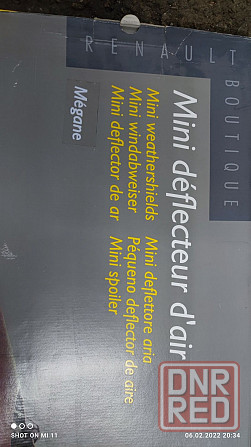 RENAULT BOUTIQUE
Mini déflecteur d'air
Mini weathershields
Mini windabweiser
Mini deflector de ar
Mini deflettore aria
Péqueno deflector de aire
Mini spoiler
Mégane
DNR
RED
SHOT ON MI 11
06.02.2022 20:34